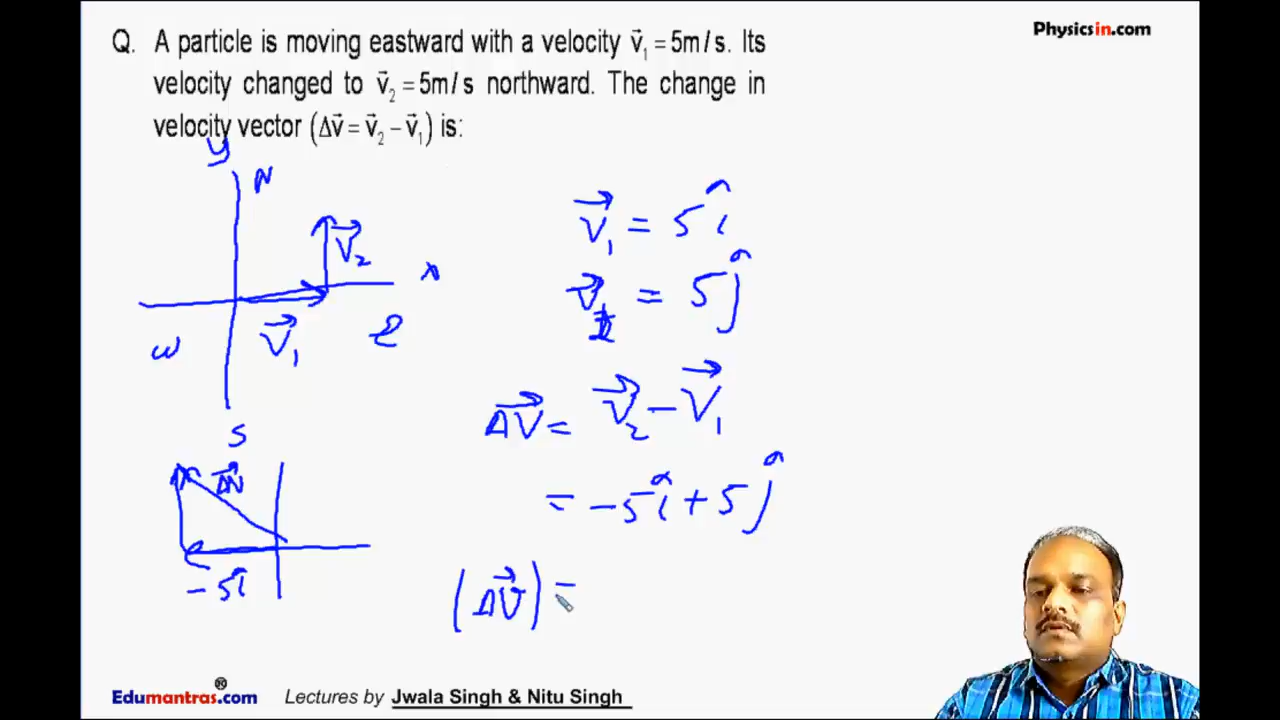 Physicsin.com
Q. A particle is moving eastward with a velocity v⃗₁ = 5m/s. Its
velocity changed to v⃗₂ = 5m/s northward. The change in
velocity vector (Δv⃗ = v⃗₂ − v⃗₁) is:
y
N
V⃗₂
x
W
V⃗₁
E
S
V⃗₁ = 5î
V⃗₂ = 5ĵ
ΔV⃗ = V⃗₂ − V⃗₁
= −5î + 5ĵ
ΔV⃗
−5î
(ΔV⃗) =
Edumantras.com
®
Lectures by Jwala Singh & Nitu Singh